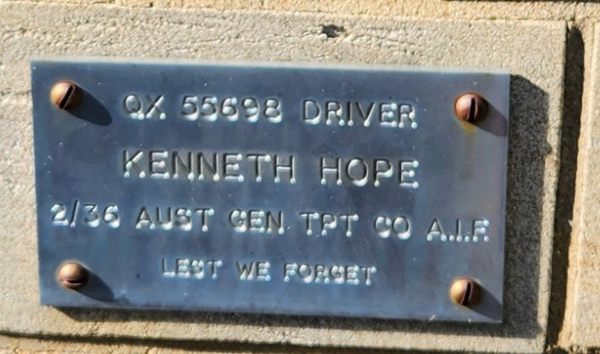 QX 55698 DRIVER
KENNETH HOPE
2/36 AUST GEN TPT CO A.I.F.
LEST WE FORGET